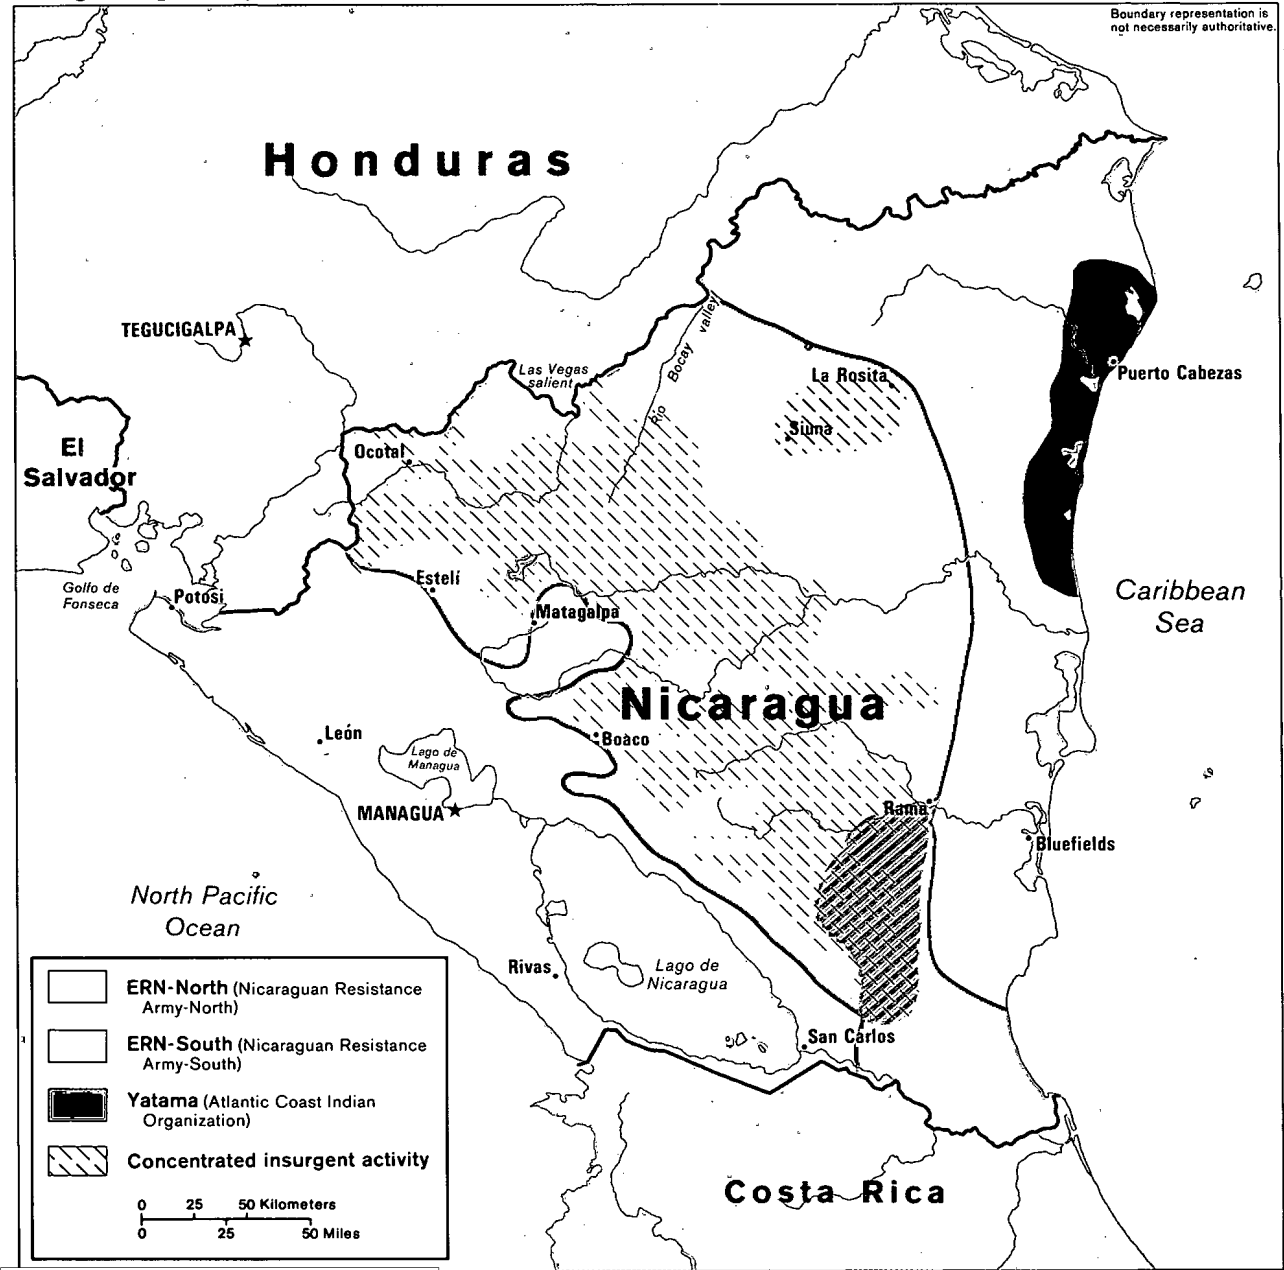 Boundary representation is
not necessarily authoritative.
Honduras
TEGUCIGALPA
Las Vegas
salient
Río Bocay valley
La Rosita
Siuna
Puerto Cabezas
El
Salvador
Ocotal
Golfo de
Fonseca
Potosí
Estelí
Matagalpa
Caribbean
Sea
Nicaragua
León
Boaco
Lago de
Managua
MANAGUA
Rama
Bluefields
North Pacific
Ocean
Rivas
Lago de
Nicaragua
San Carlos
Costa Rica
ERN-North (Nicaraguan Resistance
Army-North)
ERN-South (Nicaraguan Resistance
Army-South)
Yatama (Atlantic Coast Indian
Organization)
Concentrated insurgent activity
0 25 50 Kilometers
0 25 50 Miles